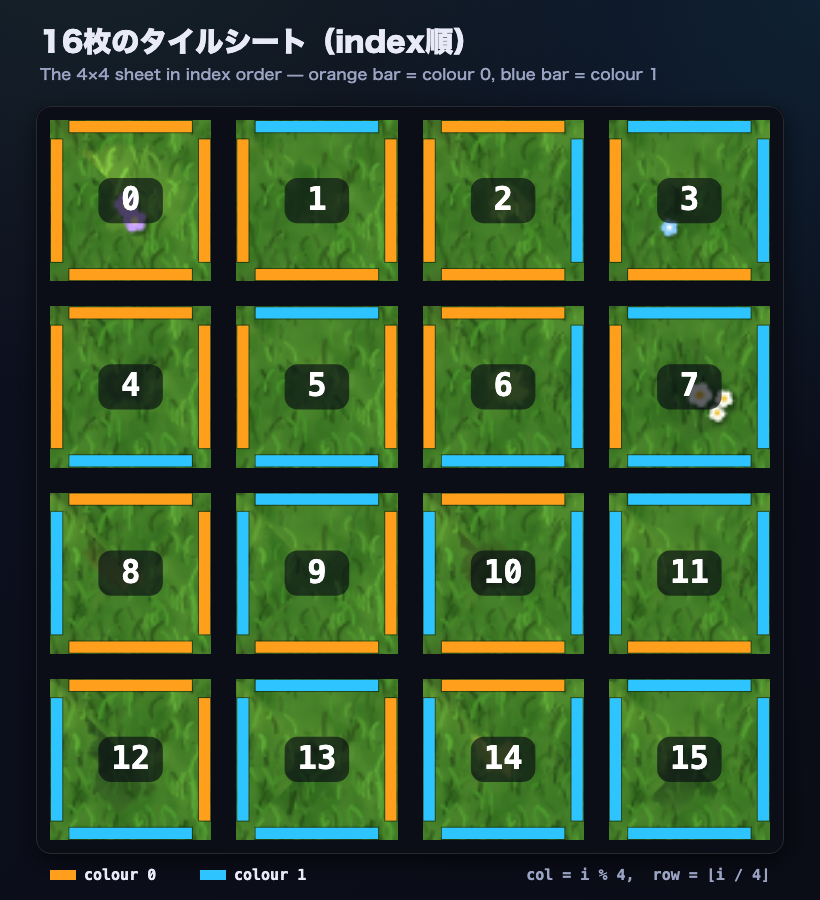 16枚のタイルシート（index順）
The 4×4 sheet in index order — orange bar = colour 0, blue bar = colour 1
0 1 2 3
4 5 6 7
8 9 10 11
12 13 14 15
colour 0 colour 1 col = i % 4, row = ⌊i / 4⌋